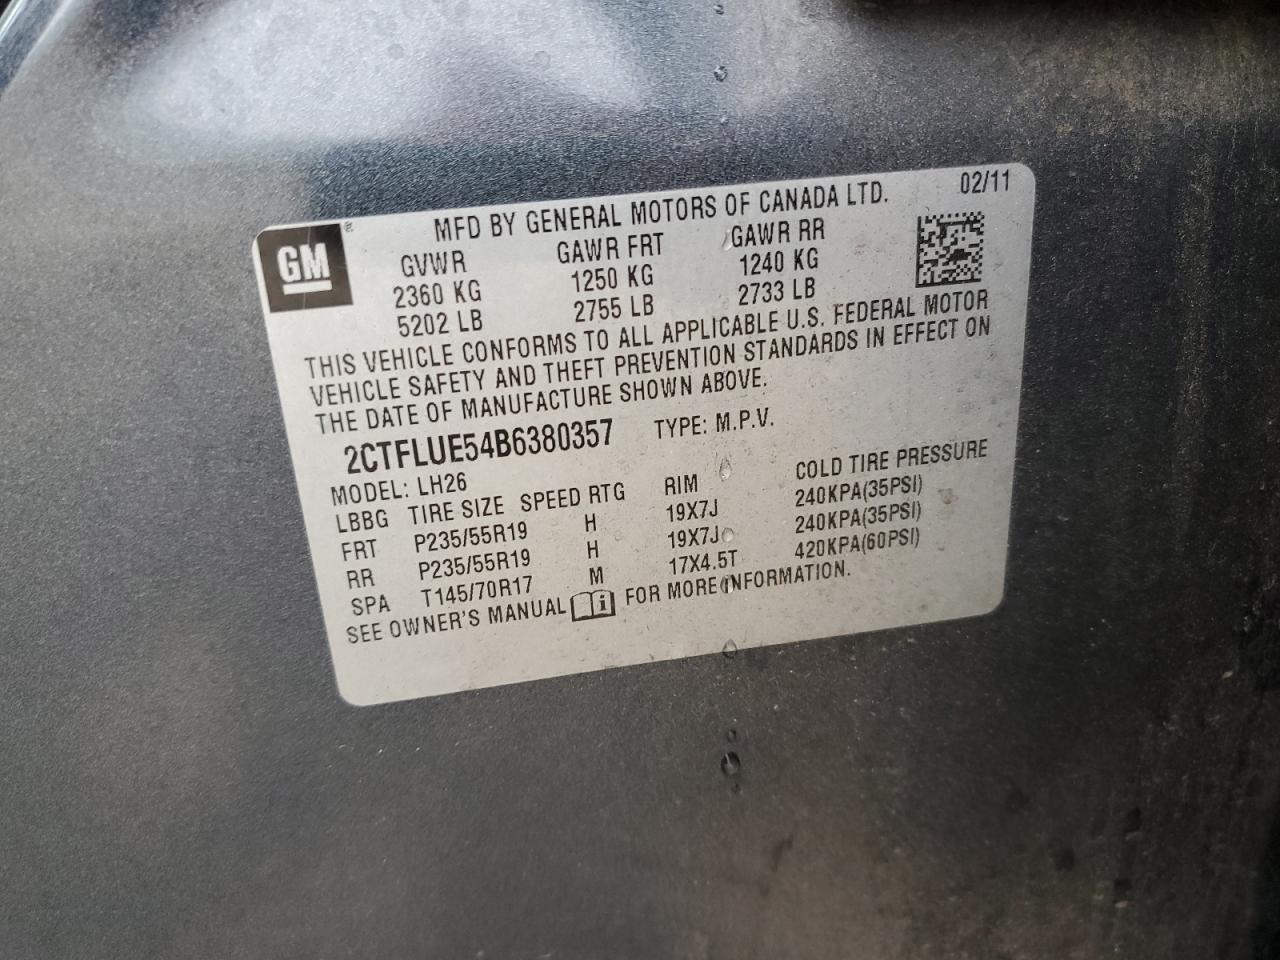 MFD BY GENERAL MOTORS OF CANADA LTD. 02/11
GM®
GVWR GAWR FRT GAWR RR
2360 KG 1250 KG 1240 KG
5202 LB 2755 LB 2733 LB
THIS VEHICLE CONFORMS TO ALL APPLICABLE U.S. FEDERAL MOTOR
VEHICLE SAFETY AND THEFT PREVENTION STANDARDS IN EFFECT ON
THE DATE OF MANUFACTURE SHOWN ABOVE.
2CTFLUE54B6380357 TYPE: M.P.V.
MODEL: LH26
LBBG TIRE SIZE SPEED RTG RIM COLD TIRE PRESSURE
FRT P235/55R19 H 19X7J 240KPA(35PSI)
RR P235/55R19 H 19X7J 240KPA(35PSI)
SPA T145/70R17 M 17X4.5T 420KPA(60PSI)
SEE OWNER'S MANUAL i FOR MORE INFORMATION.